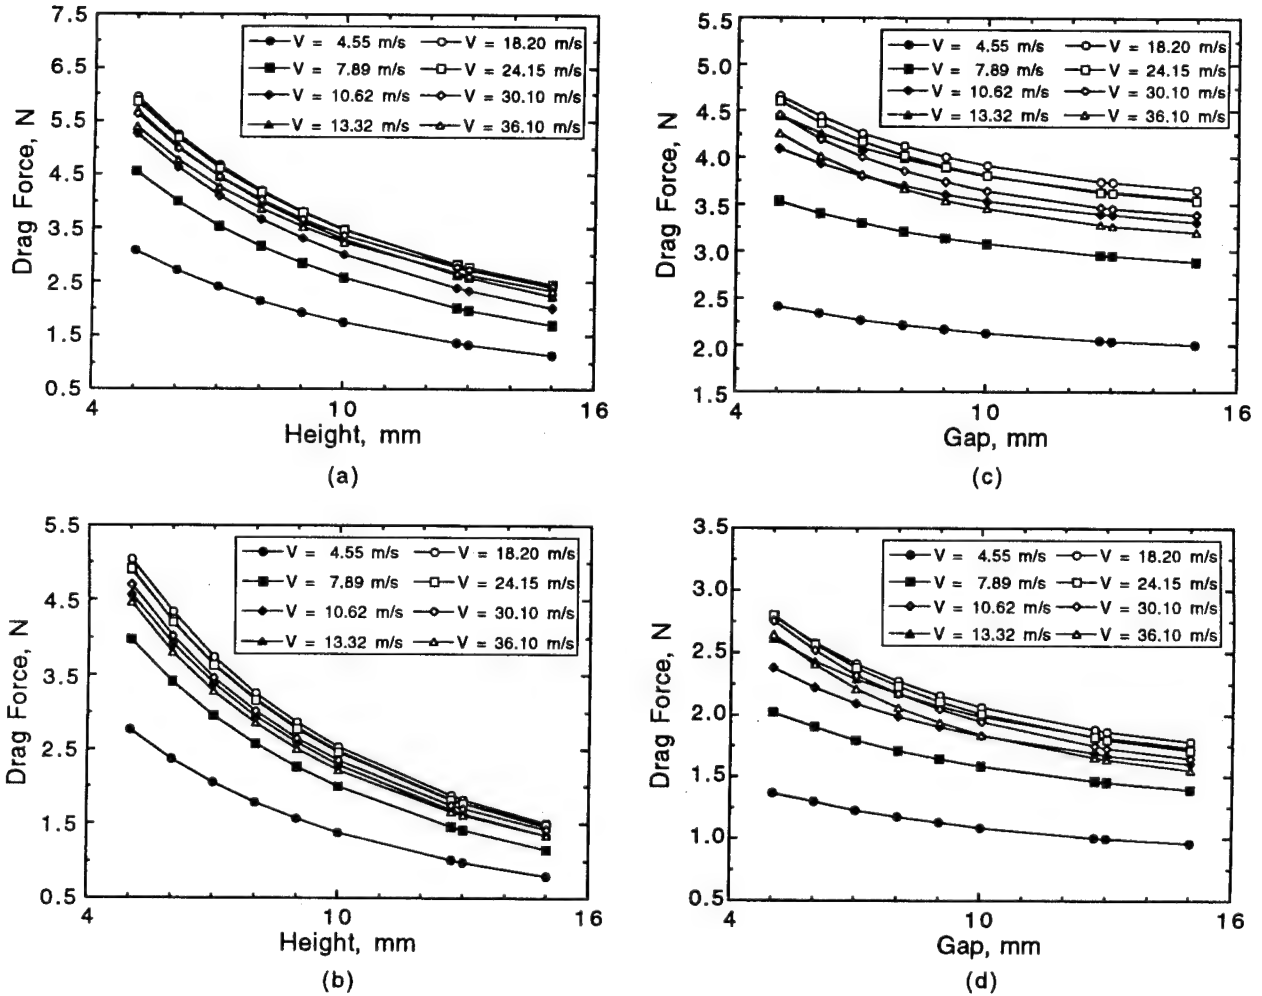 7.5
6.5
5.5
4.5
3.5
2.5
1.5
0.5
Drag Force, N
V = 4.55 m/s V = 18.20 m/s
V = 7.89 m/s V = 24.15 m/s
V = 10.62 m/s V = 30.10 m/s
V = 13.32 m/s V = 36.10 m/s
4 10 16
Height, mm
(a)
5.5
5.0
4.5
4.0
3.5
3.0
2.5
2.0
1.5
Drag Force, N
V = 4.55 m/s V = 18.20 m/s
V = 7.89 m/s V = 24.15 m/s
V = 10.62 m/s V = 30.10 m/s
V = 13.32 m/s V = 36.10 m/s
4 10 16
Gap, mm
(c)
5.5
4.5
3.5
2.5
1.5
0.5
Drag Force, N
V = 4.55 m/s V = 18.20 m/s
V = 7.89 m/s V = 24.15 m/s
V = 10.62 m/s V = 30.10 m/s
V = 13.32 m/s V = 36.10 m/s
4 10 16
Height, mm
(b)
3.5
3.0
2.5
2.0
1.5
1.0
0.5
Drag Force, N
V = 4.55 m/s V = 18.20 m/s
V = 7.89 m/s V = 24.15 m/s
V = 10.62 m/s V = 30.10 m/s
V = 13.32 m/s V = 36.10 m/s
4 10 16
Gap, mm
(d)